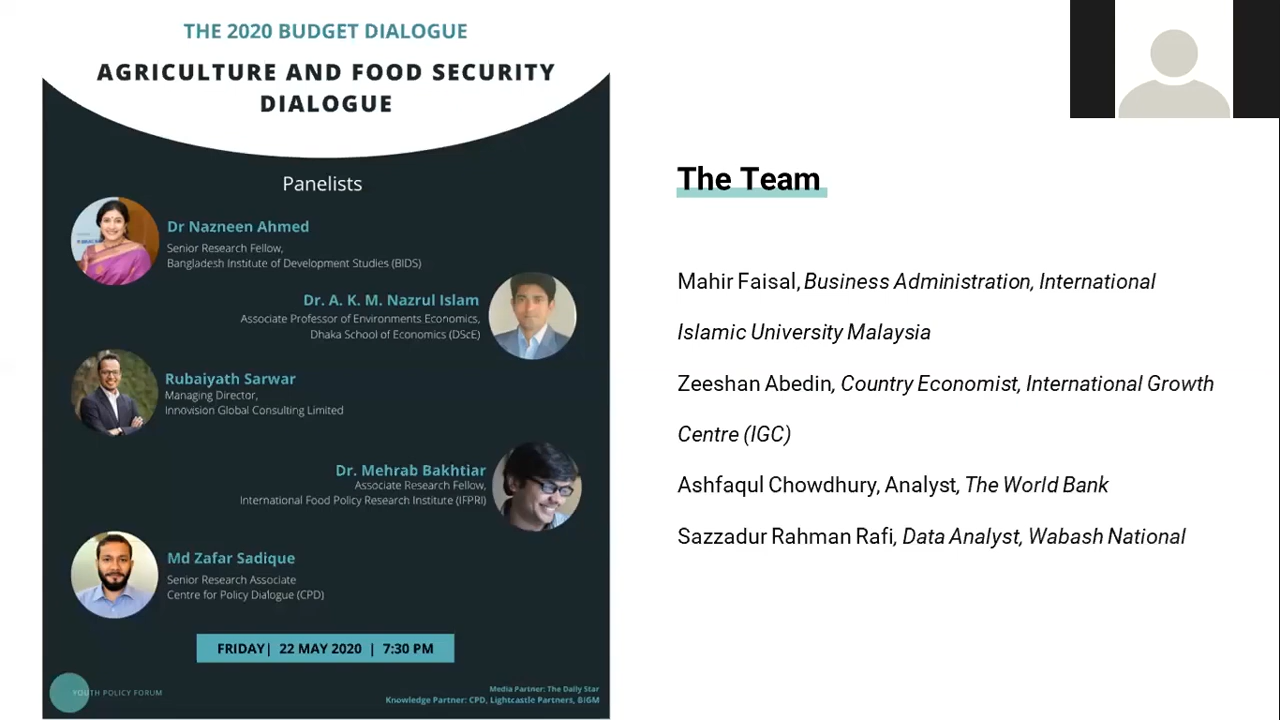 THE 2020 BUDGET DIALOGUE
AGRICULTURE AND FOOD SECURITY
DIALOGUE
Panelists
Dr Nazneen Ahmed
Senior Research Fellow,
Bangladesh Institute of Development Studies (BIDS)
Dr. A. K. M. Nazrul Islam
Associate Professor of Environments Economics,
Dhaka School of Economics (DScE)
Rubaiyath Sarwar
Managing Director,
Innovision Global Consulting Limited
Dr. Mehrab Bakhtiar
Associate Research Fellow,
International Food Policy Research Institute (IFPRI)
Md Zafar Sadique
Senior Research Associate
Centre for Policy Dialogue (CPD)
FRIDAY| 22 MAY 2020 | 7:30 PM
YOUTH POLICY FORUM
Media Partner: The Daily Star
Knowledge Partner: CPD, Lightcastle Partners, BIGM
The Team
Mahir Faisal, Business Administration, International
Islamic University Malaysia
Zeeshan Abedin, Country Economist, International Growth
Centre (IGC)
Ashfaqul Chowdhury, Analyst, The World Bank
Sazzadur Rahman Rafi, Data Analyst, Wabash National